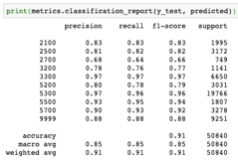 print(metrics.classification_report(y_test, predicted))
precision recall f1-score support
2100 0.83 0.83 0.83 1995
2500 0.81 0.82 0.82 3172
2700 0.68 0.64 0.66 749
3200 0.78 0.76 0.77 1141
3300 0.97 0.97 0.97 6650
5200 0.80 0.78 0.79 3031
5300 0.97 0.96 0.96 19766
5500 0.93 0.95 0.94 1807
5700 0.90 0.93 0.92 3278
9999 0.88 0.88 0.88 9251
accuracy 0.91 50840
macro avg 0.85 0.85 0.85 50840
weighted avg 0.91 0.91 0.91 50840